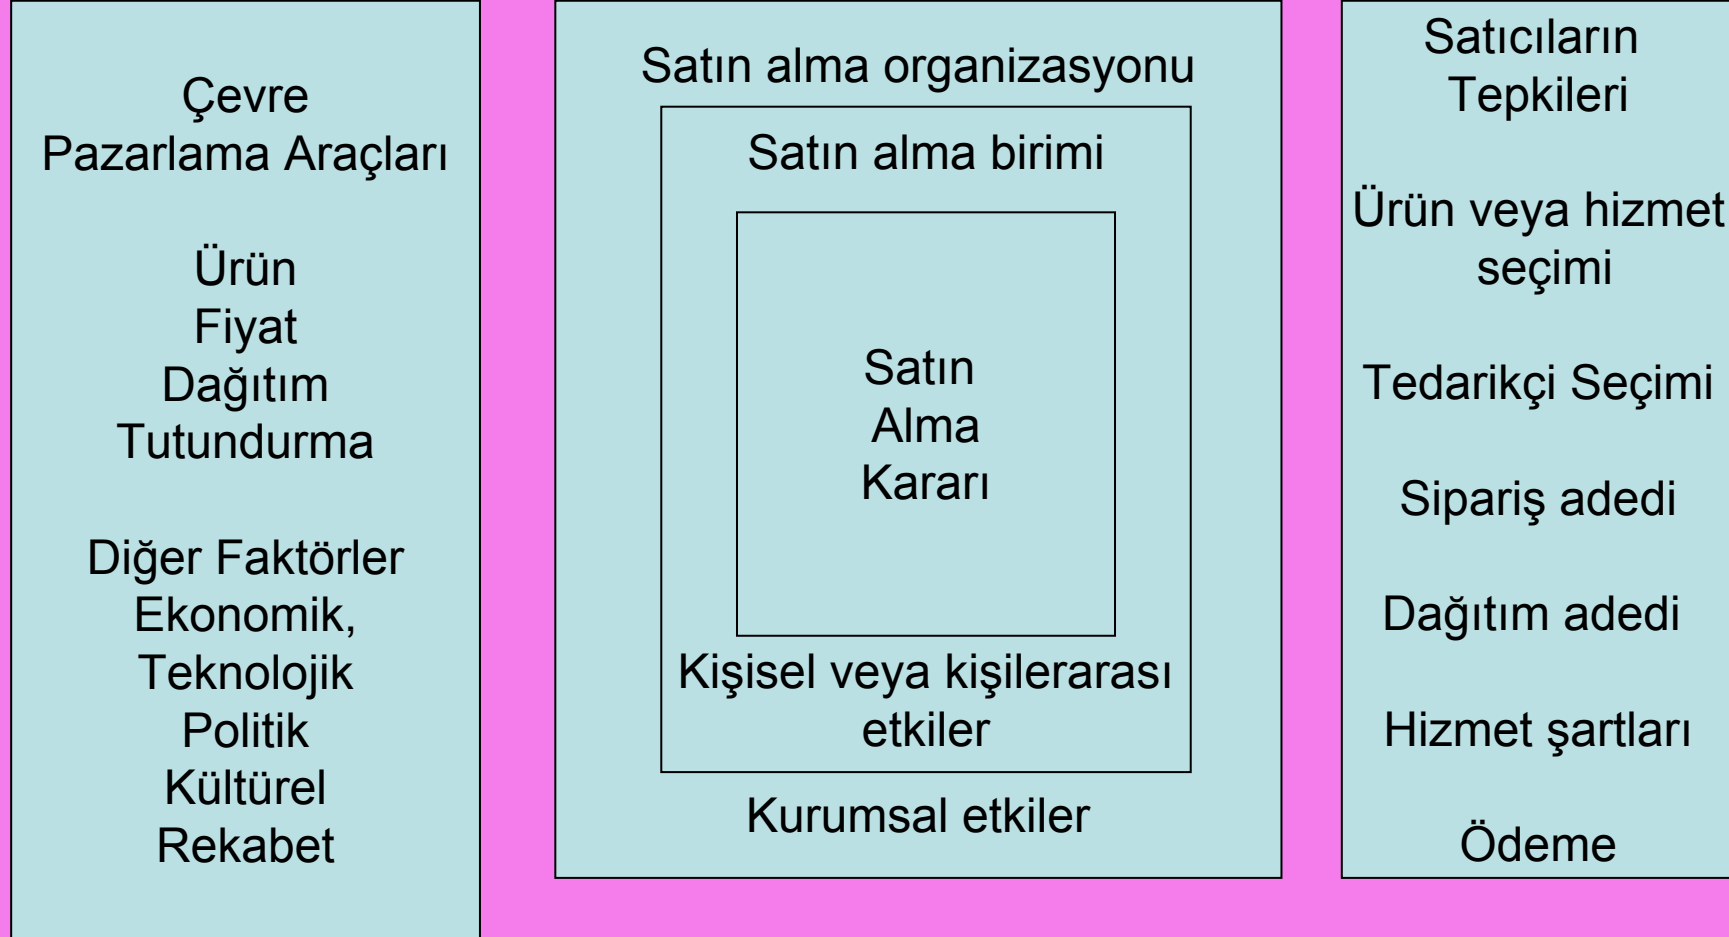 Çevre
Pazarlama Araçları
Ürün
Fiyat
Dağıtım
Tutundurma
Diğer Faktörler
Ekonomik,
Teknolojik
Politik
Kültürel
Rekabet
Satın alma organizasyonu
Satın alma birimi
Satın
Alma
Kararı
Kişisel veya kişilerarası
etkiler
Kurumsal etkiler
Satıcıların
Tepkileri
Ürün veya hizmet
seçimi
Tedarikçi Seçimi
Sipariş adedi
Dağıtım adedi
Hizmet şartları
Ödeme